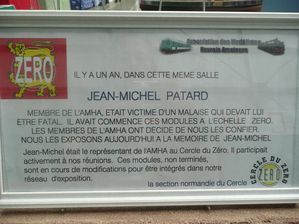 ZERO
Association des Modélistes
Havrais Amateurs
IL Y A UN AN, DANS CETTE MEME SALLE
JEAN-MICHEL PATARD
MEMBRE DE L'AMHA, ETAIT VICTIME D'UN MALAISE QUI DEVAIT LUI
ETRE FATAL. IL AVAIT COMMENCE CES MODULES A L'ECHELLE ZERO.
LES MEMBRES DE L'AMHA ONT DECIDE DE NOUS LES CONFIER.
NOUS LES EXPOSONS AUJOURD'HUI A LA MEMOIRE DE JEAN-MICHEL
Jean-Michel était le représentant de l'AMHA au Cercle du Zéro. Il participait
activement à nos réunions. Ces modules, non terminés,
sont en cours de modifications pour être intégrés dans notre
réseau d'exposition.
la section normande du Cercle
CERCLE DU ZERO